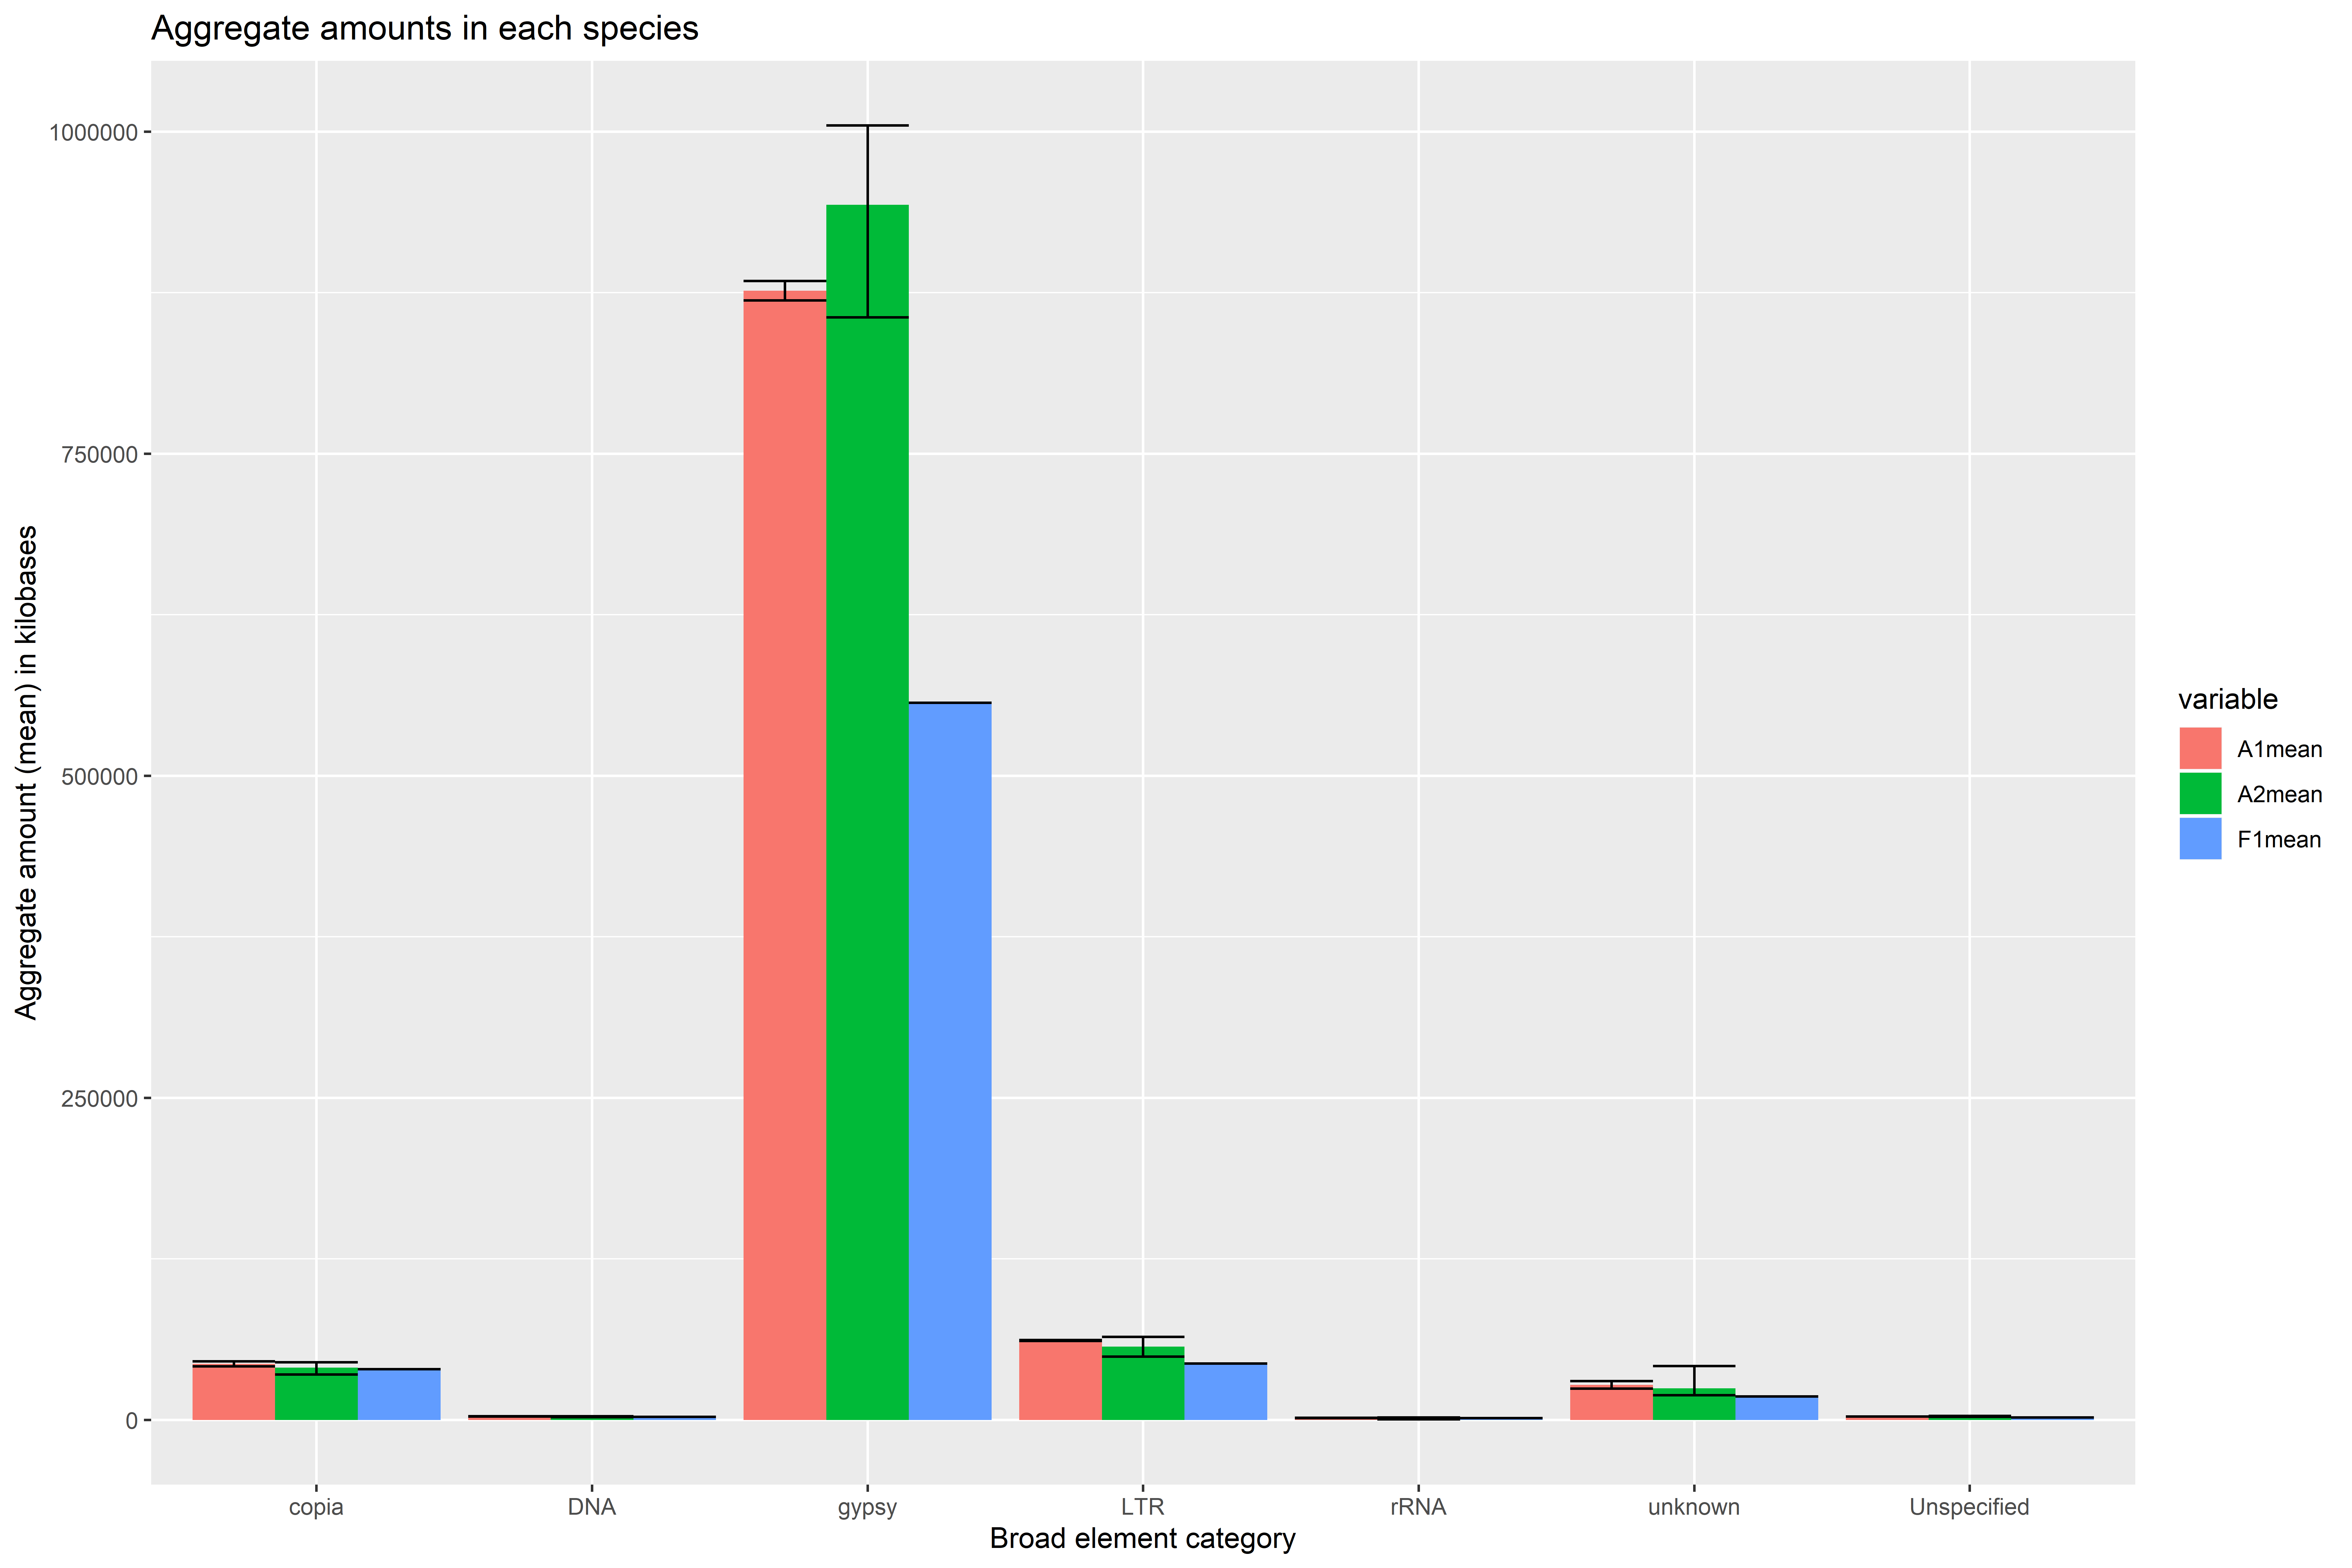 Aggregate amounts in each species
Aggregate amount (mean) in kilobases
1000000
750000
500000
250000
0
copia DNA gypsy LTR rRNA unknown Unspecified
Broad element category
variable
A1mean
A2mean
F1mean